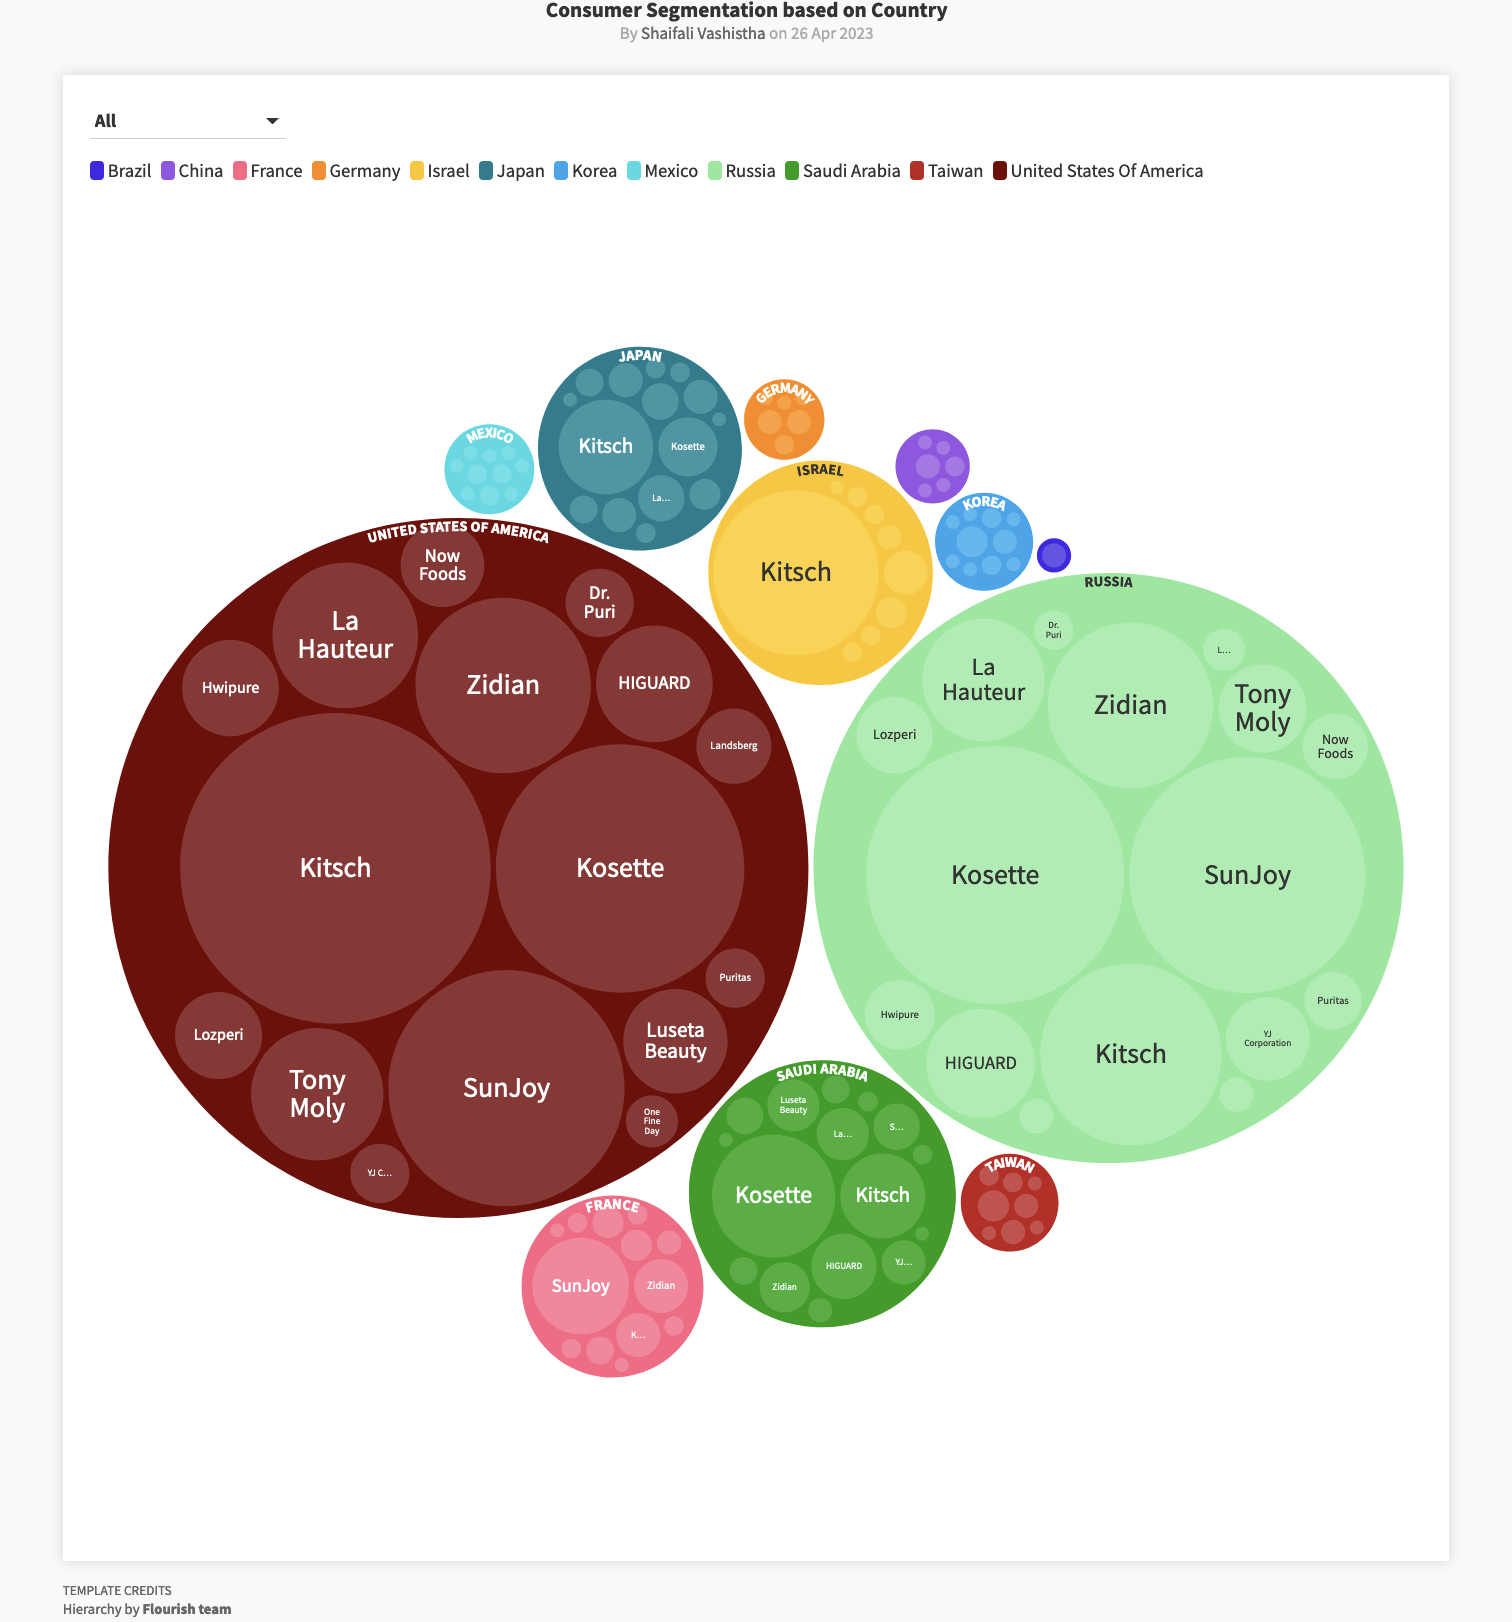 Consumer Segmentation based on Country
By Shaifali Vashistha on 26 Apr 2023
All
Brazil China France Germany Israel Japan Korea Mexico Russia Saudi Arabia Taiwan United States Of America
JAPAN
Kitsch
Kosette
La...
GERMANY
MEXICO
ISRAEL
Kitsch
KOREA
UNITED STATES OF AMERICA
Now
Foods
Dr.
Puri
La
Hauteur
Hwipure
Zidian
HIGUARD
Landsberg
Kitsch
Kosette
Puritas
Lozperi
Luseta
Beauty
Tony
Moly
SunJoy
One
Fine
Day
YJ C...
RUSSIA
Dr.
Puri
L...
La
Hauteur
Zidian
Tony
Moly
Lozperi
Now
Foods
Kosette
SunJoy
Hwipure
Puritas
YJ
Corporation
HIGUARD
Kitsch
SAUDI ARABIA
Luseta
Beauty
La...
S...
Kosette
Kitsch
HIGUARD
YJ...
Zidian
TAIWAN
FRANCE
SunJoy
Zidian
K...
TEMPLATE CREDITS
Hierarchy by Flourish team